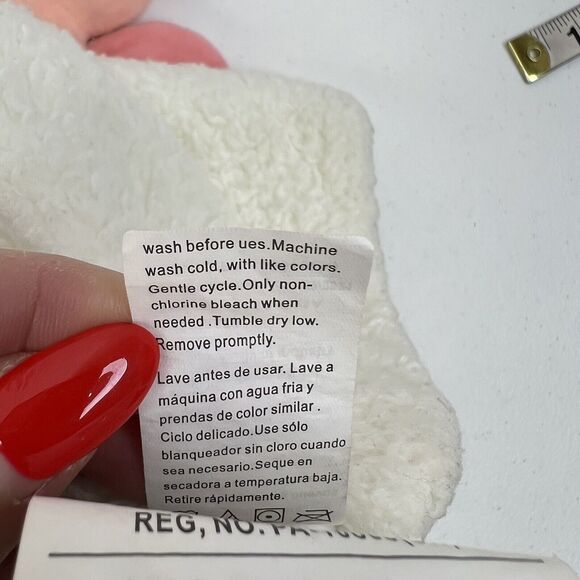 wash before ues.Machine
wash cold, with like colors.
Gentle cycle.Only non-
chlorine bleach when
needed .Tumble dry low.
Remove promptly.
Lave antes de usar. Lave a
máquina con agua fria y
prendas de color similar .
Ciclo delicado.Use sólo
blanqueador sin cloro cuando
sea necesario.Seque en
secadora a temperatura baja.
Retire rápidamente.
REG, NO.
1